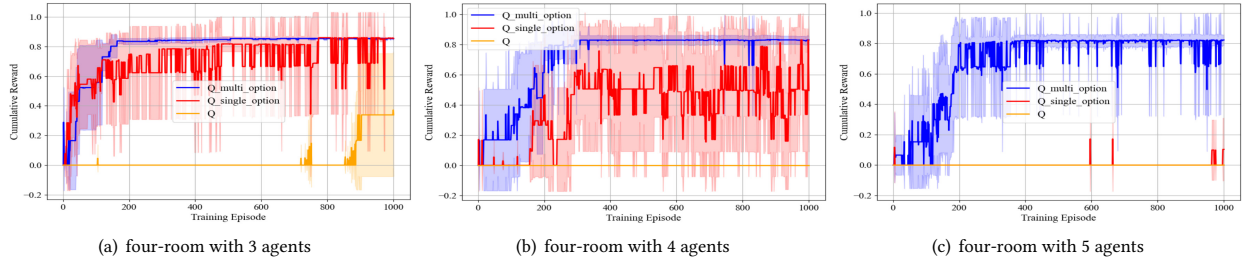 Cumulative Reward
1.0
0.8
0.6
0.4
0.2
0.0
−0.2
Q_multi_option
Q_single_option
Q
0
200
400
600
800
1000
Training Episode
(a) four-room with 3 agents
Cumulative Reward
1.0
0.8
0.6
0.4
0.2
0.0
−0.2
Q_multi_option
Q_single_option
Q
0
200
400
600
800
1000
Training Episode
(b) four-room with 4 agents
Cumulative Reward
1.0
0.8
0.6
0.4
0.2
0.0
−0.2
Q_multi_option
Q_single_option
Q
0
200
400
600
800
1000
Training Episode
(c) four-room with 5 agents